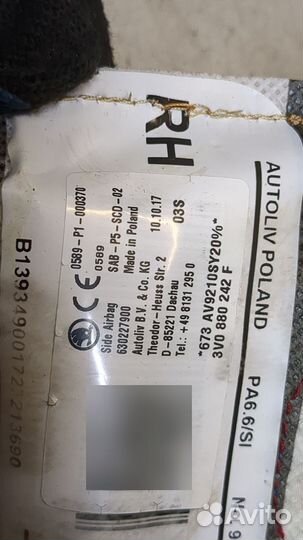 RH
AUTOLIV POLAND
PA6.6/SI
0589-P1-000370
0589
SAB-P5-SCD-02
Made in Poland
10.10.17
03S
Side Airbag
630227900
Autoliv B.V. & Co. KG
Theodor-Heuss Str. 2
D-85221 Dachau
Tel.: +49 8131 295 0
*673 AV9210SY20%*
3V0 880 242 F
B13934900172 213690
Avito